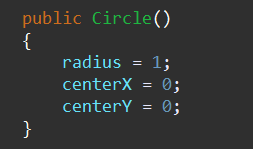 public Circle()
{
    radius = 1;
    centerX = 0;
    centerY = 0;
}